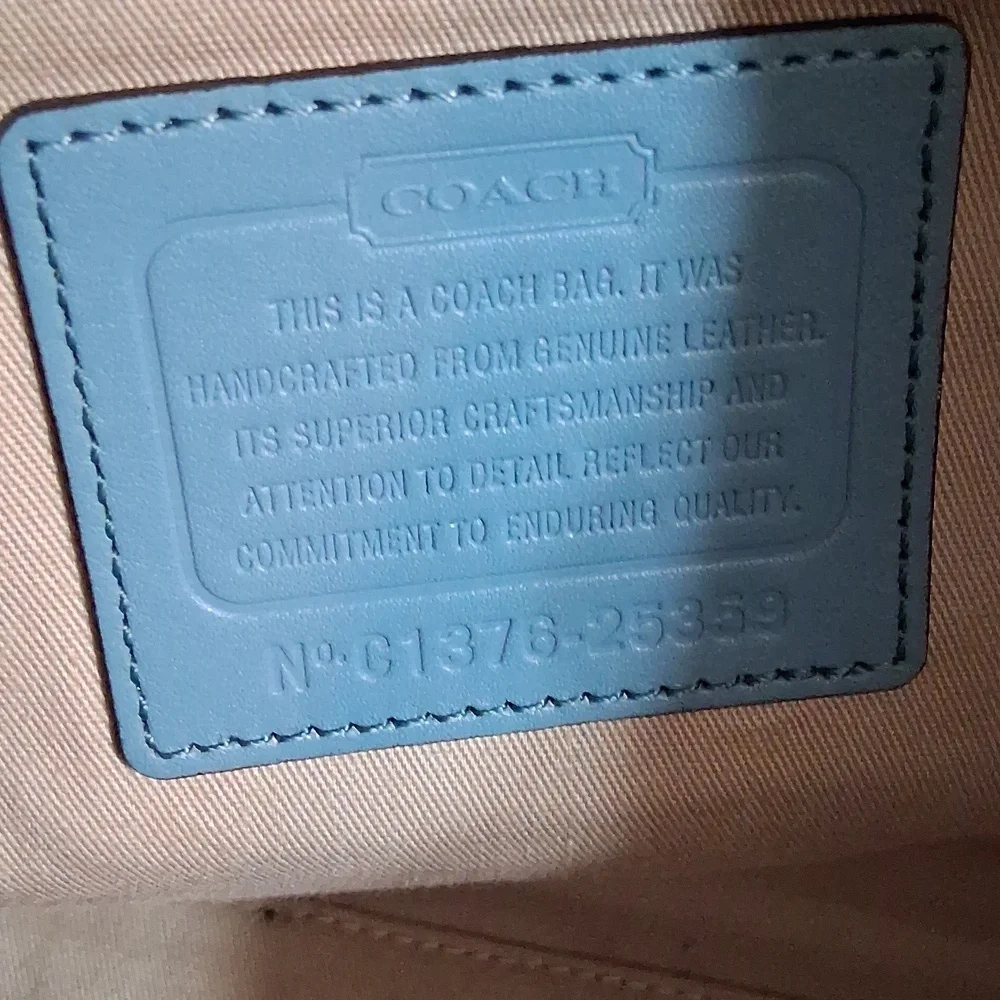 COACH
THIS IS A COACH BAG. IT WAS
HANDCRAFTED FROM GENUINE LEATHER.
ITS SUPERIOR CRAFTSMANSHIP AND
ATTENTION TO DETAIL REFLECT OUR
COMMITMENT TO ENDURING QUALITY.
Nº. C1376-25359